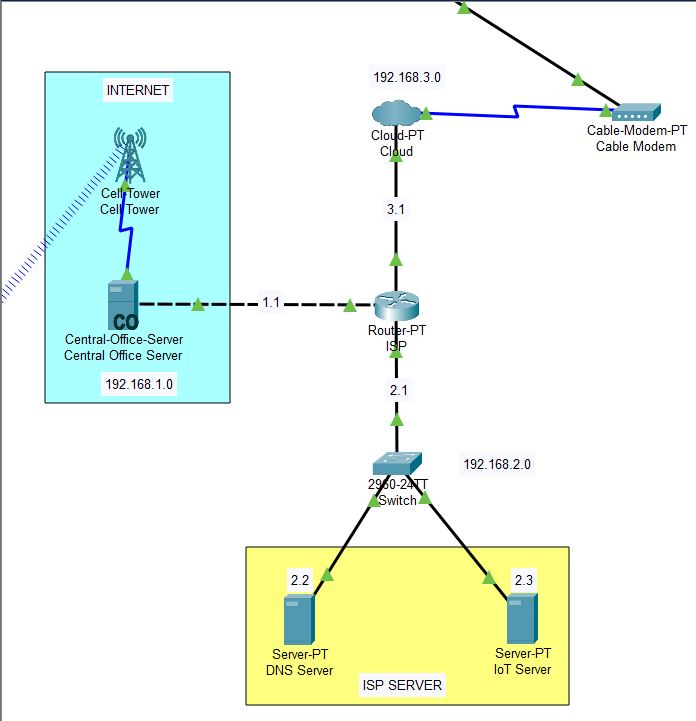 192.168.3.0
INTERNET
Cloud-PT
Cloud
Cable-Modem-PT
Cable Modem
Cell Tower
Cell Tower
3.1
1.1
Router-PT
ISP
Central-Office-Server
Central Office Server
CO
192.168.1.0
2.1
192.168.2.0
2960-24TT
Switch
2.2
2.3
Server-PT
DNS Server
Server-PT
IoT Server
ISP SERVER